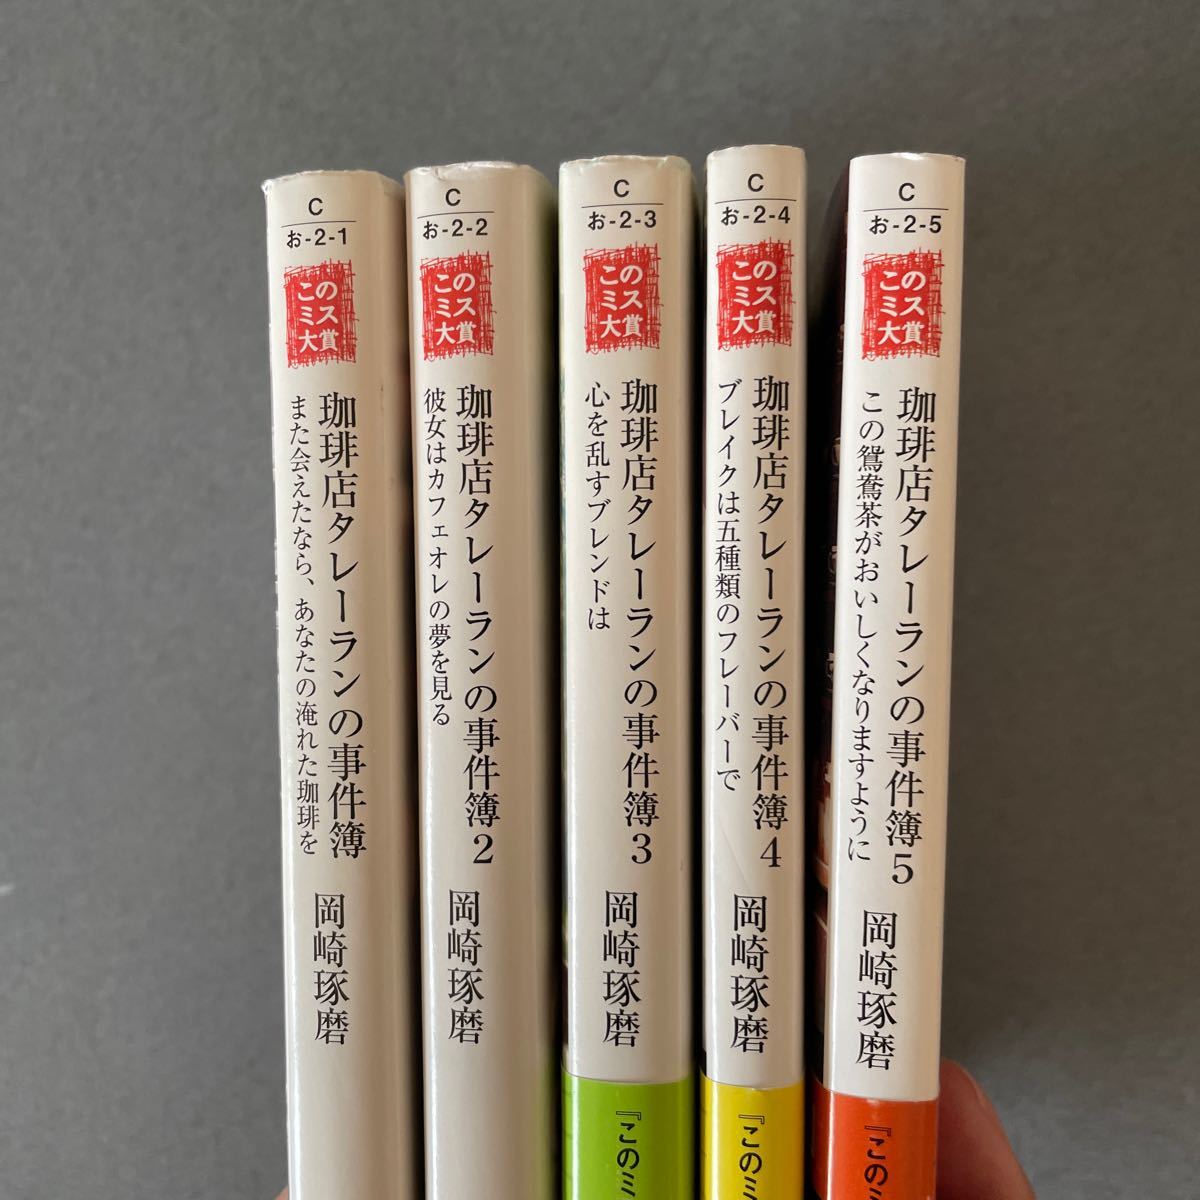 C
お-2-1
この
ミス
大賞
珈琲店タレーランの事件簿
また会えたなら、あなたの淹れた珈琲を
岡崎琢磨
C
お-2-2
この
ミス
大賞
珈琲店タレーランの事件簿2
彼女はカフェオレの夢を見る
岡崎琢磨
C
お-2-3
この
ミス
大賞
珈琲店タレーランの事件簿3
心を乱すブレンドは
岡崎琢磨
『このミ
C
お-2-4
この
ミス
大賞
珈琲店タレーランの事件簿4
ブレイクは五種類のフレーバーで
岡崎琢磨
『このミ
C
お-2-5
この
ミス
大賞
珈琲店タレーランの事件簿5
この鴛鴦茶がおいしくなりますように
岡崎琢磨
『このミ